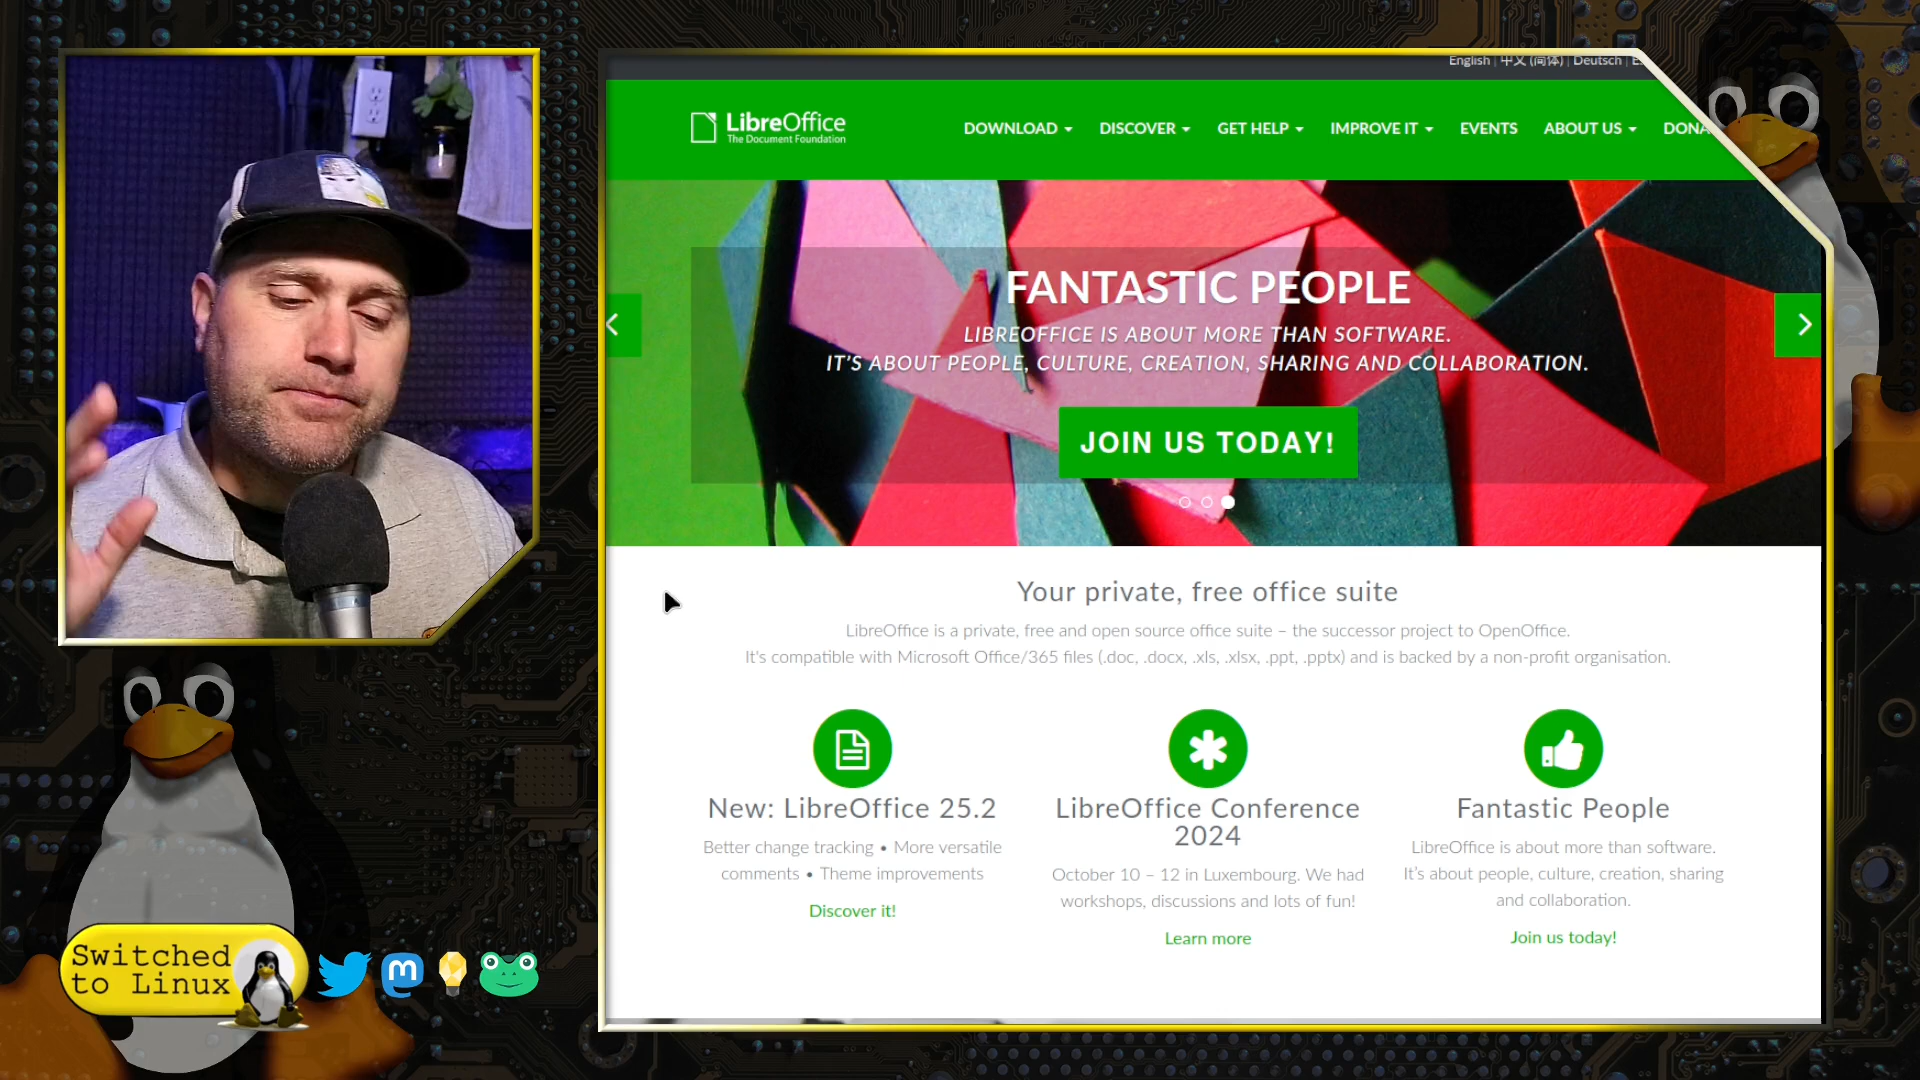 English | 中文 (简体) | Deutsch |
LibreOffice
The Document Foundation
DOWNLOAD
DISCOVER
GET HELP
IMPROVE IT
EVENTS
ABOUT US
DONA
FANTASTIC PEOPLE
LIBREOFFICE IS ABOUT MORE THAN SOFTWARE.
IT'S ABOUT PEOPLE, CULTURE, CREATION, SHARING AND COLLABORATION.
JOIN US TODAY!
Your private, free office suite
LibreOffice is a private, free and open source office suite – the successor project to OpenOffice.
It's compatible with Microsoft Office/365 files (.doc, .docx, .xls, .xlsx, .ppt, .pptx) and is backed by a non-profit organisation.
New: LibreOffice 25.2
Better change tracking • More versatile
comments • Theme improvements
Discover it!
LibreOffice Conference
2024
October 10 – 12 in Luxembourg. We had
workshops, discussions and lots of fun!
Learn more
Fantastic People
LibreOffice is about more than software.
It's about people, culture, creation, sharing
and collaboration.
Join us today!
Switched
to Linux
m